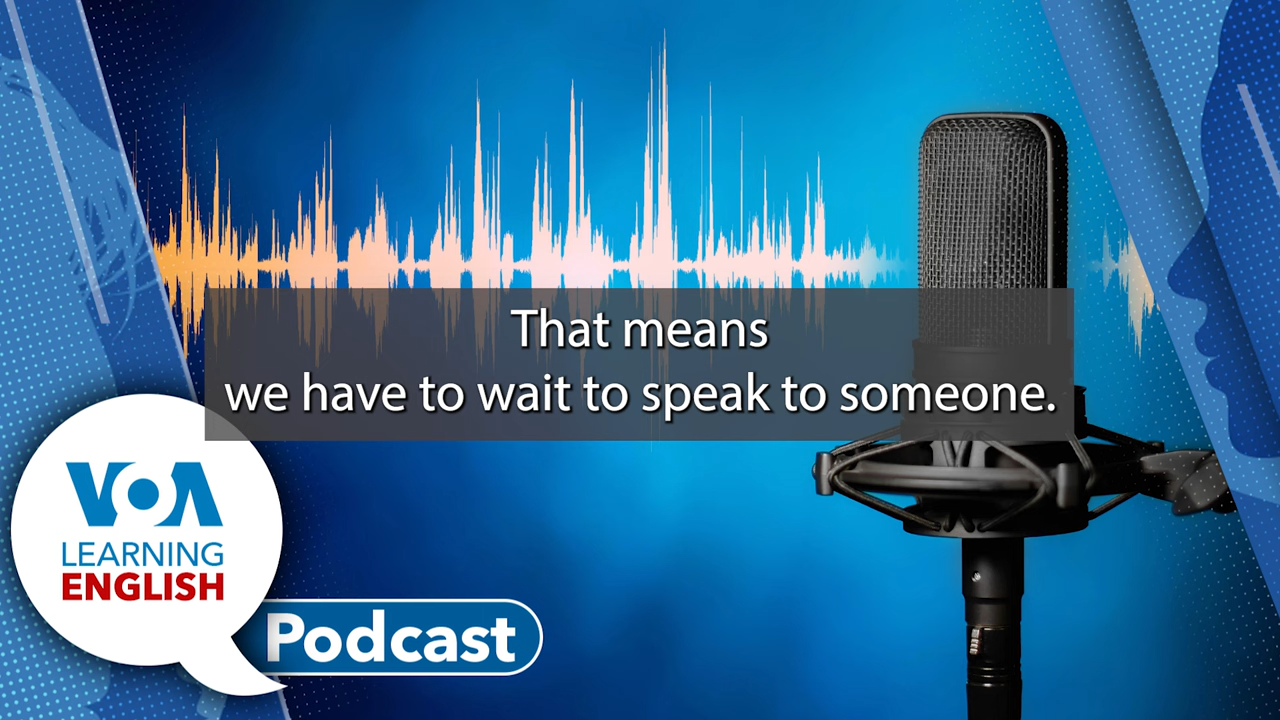 That means
we have to wait to speak to someone.
VOA
LEARNING
ENGLISH
Podcast